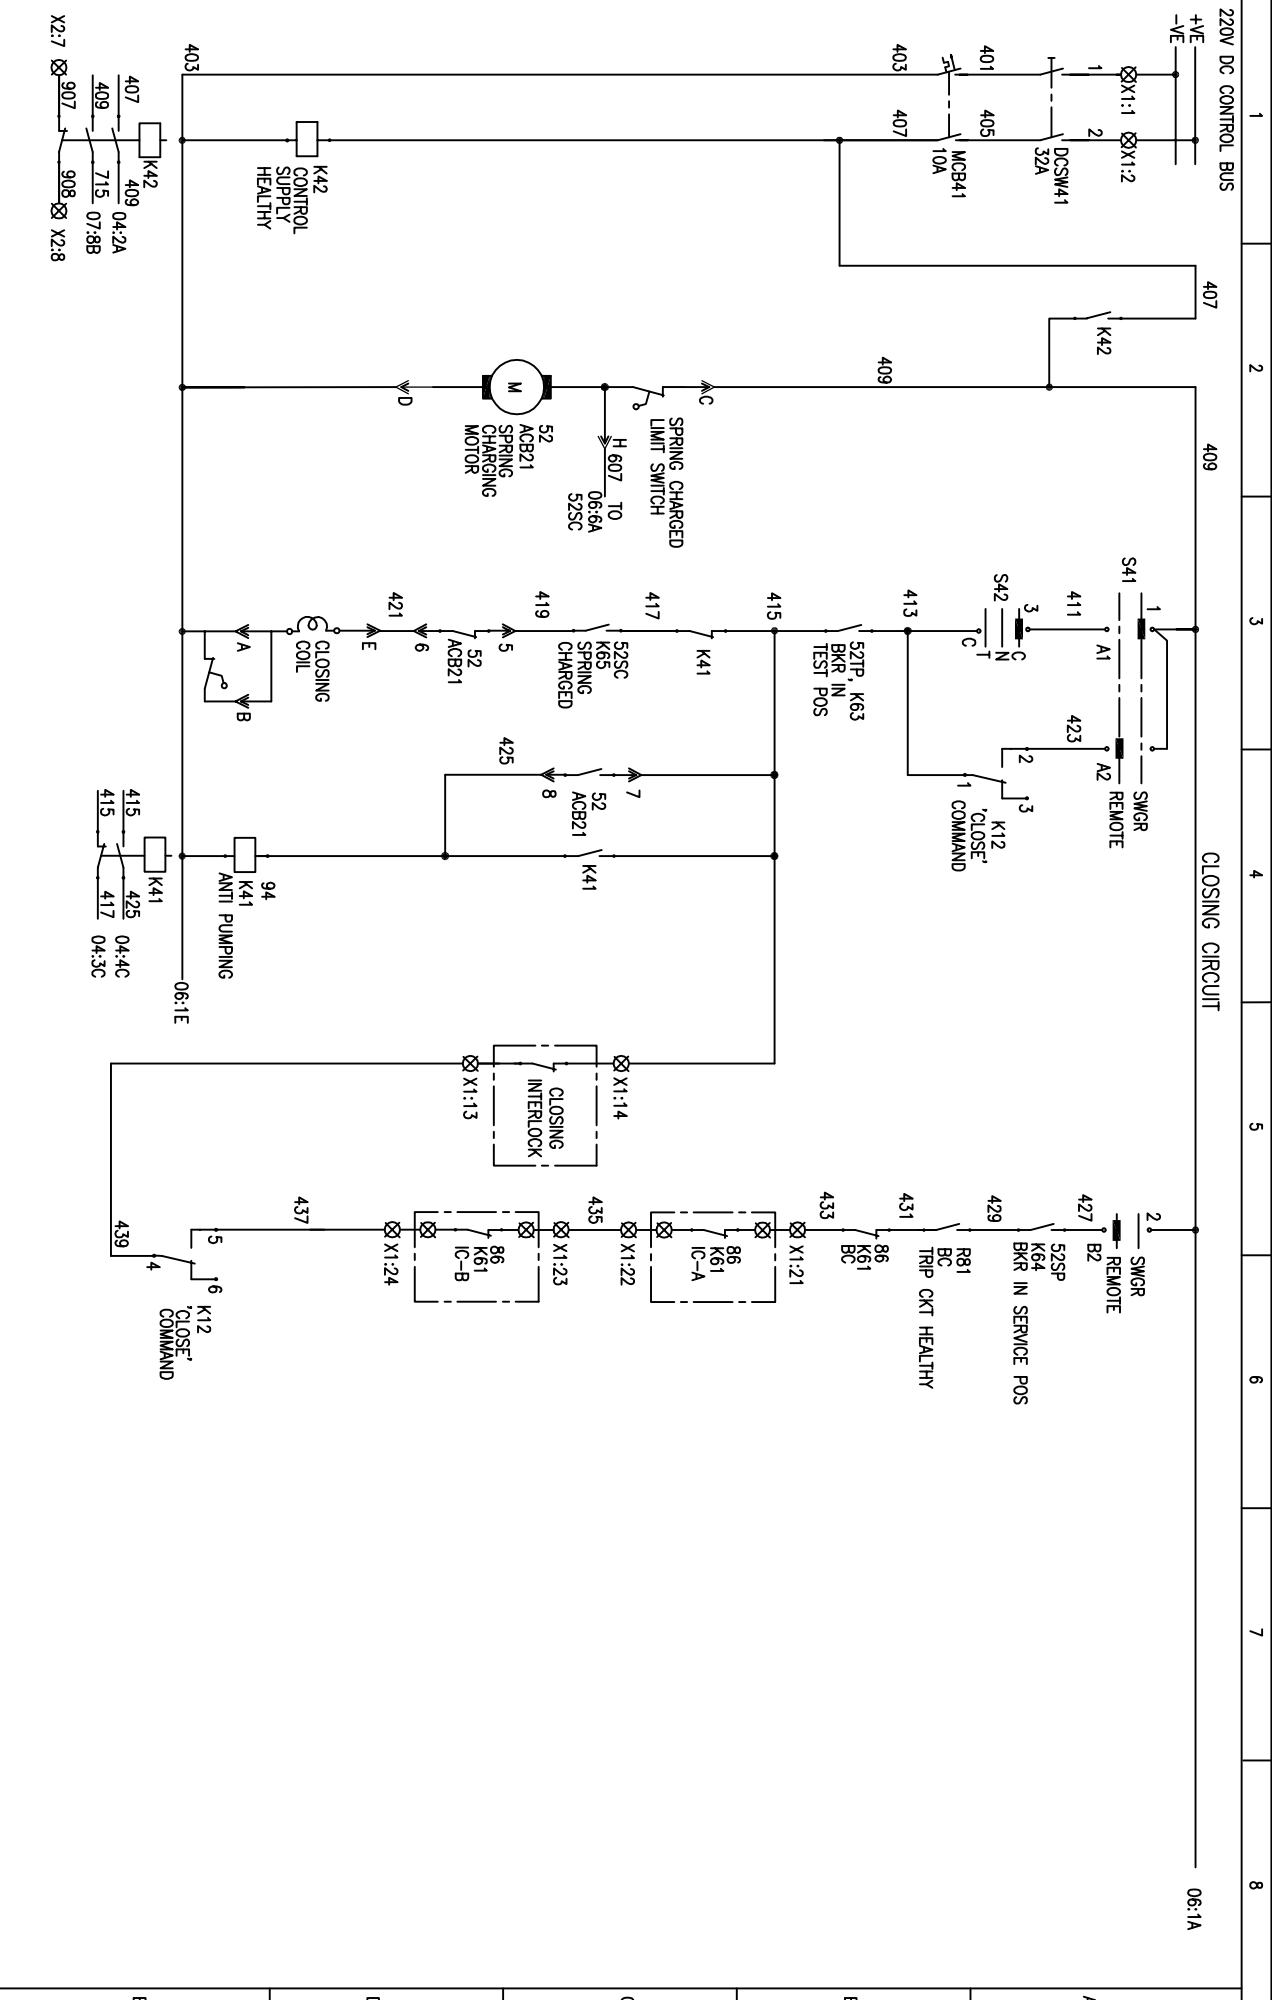 1
2
3
4
5
6
7
8
220V DC CONTROL BUS
+VE
-VE
X1:1
X1:2
1
2
DCSW41
32A
401
405
MCB41
10A
403
407
403
K42
CONTROL
SUPPLY
HEALTHY
K42
407
409
04:2A
409
715
07:8B
X2:7
907
908
X2:8
407
K42
409
409
C
SPRING CHARGED
LIMIT SWITCH
H
607
TO
06:6A
52SC
52
ACB21
SPRING
CHARGING
MOTOR
M
D
CLOSING CIRCUIT
S41
1
SWGR
REMOTE
A1
A2
411
423
S42
3
C
N
T
C
2
3
1
K12
'CLOSE'
COMMAND
413
52TP, K63
BKR IN
TEST POS
415
K41
417
52SC
K65
SPRING
CHARGED
419
5
52
ACB21
6
421
E
CLOSING
COIL
A
B
7
52
ACB21
8
425
K41
94
K41
ANTI PUMPING
K41
415
425
04:4C
415
417
04:3C
06:1E
X1:14
CLOSING
INTERLOCK
X1:13
2
SWGR
REMOTE
B2
427
52SP
K64
BKR IN SERVICE POS
429
R81
BC
TRIP CKT HEALTHY
431
86
K61
BC
433
X1:21
86
K61
IC-A
X1:22
435
X1:23
86
K61
IC-B
X1:24
437
5
6
4
K12
'CLOSE'
COMMAND
439
06:1A